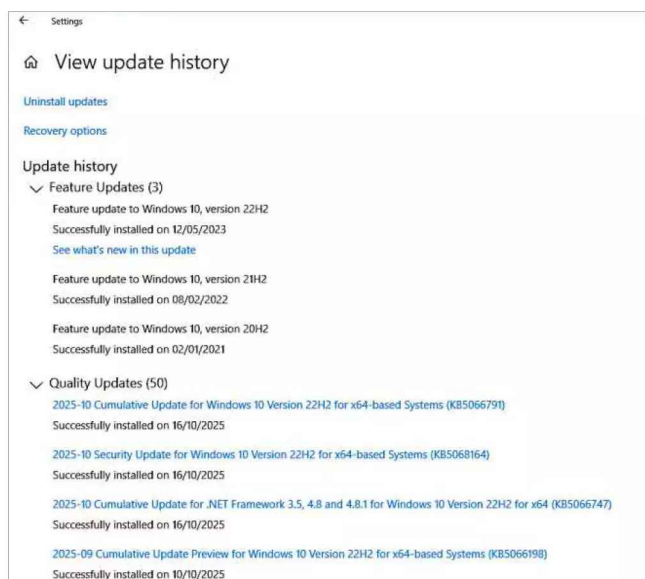 Settings
View update history
Uninstall updates
Recovery options
Update history
Feature Updates (3)
Feature update to Windows 10, version 22H2
Successfully installed on 12/05/2023
See what's new in this update
Feature update to Windows 10, version 21H2
Successfully installed on 08/02/2022
Feature update to Windows 10, version 20H2
Successfully installed on 02/01/2021
Quality Updates (50)
2025-10 Cumulative Update for Windows 10 Version 22H2 for x64-based Systems (KB5066791)
Successfully installed on 16/10/2025
2025-10 Security Update for Windows 10 Version 22H2 for x64-based Systems (KB5068164)
Successfully installed on 16/10/2025
2025-10 Cumulative Update for .NET Framework 3.5, 4.8 and 4.8.1 for Windows 10 Version 22H2 for x64 (KB5066747)
Successfully installed on 16/10/2025
2025-09 Cumulative Update Preview for Windows 10 Version 22H2 for x64-based Systems (KB5066198)
Successfully installed on 10/10/2025